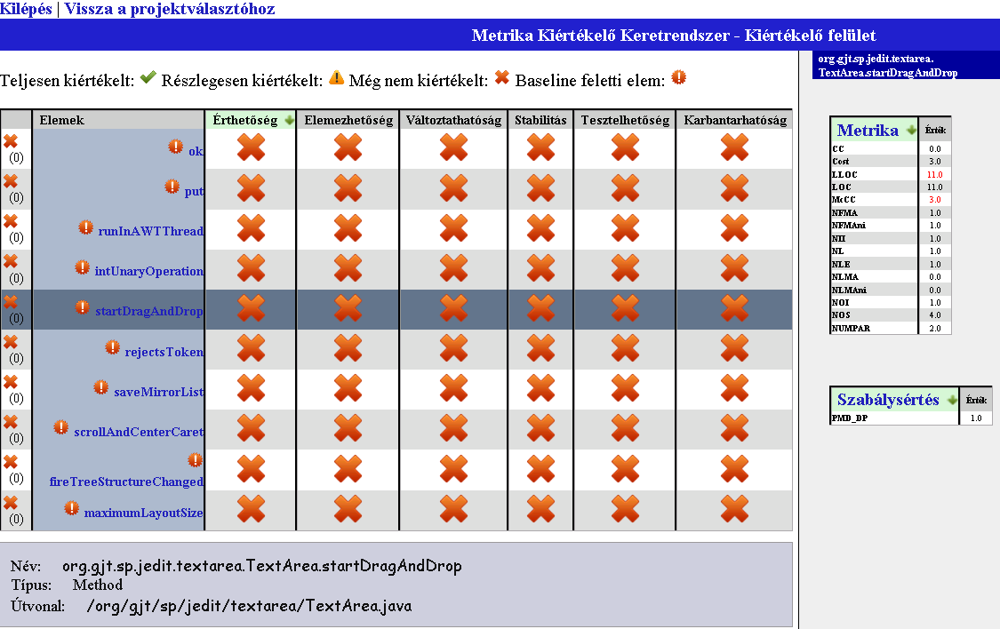 Kilépés | Vissza a projektválasztóhoz
Metrika Kiértékelő Keretrendszer - Kiértékelő felület
org.gjt.sp.jedit.textarea.
TextArea.startDragAndDrop
Teljesen kiértékelt: Részlegesen kiértékelt: Még nem kiértékelt: Baseline feletti elem:
Elemek Érthetőség Elemezhetőség Változtathatóság Stabilitás Tesztelhetőség Karbantarhatóság
(0) ok
(0) put
(0) runInAWTThread
(0) intUnaryOperation
(0) startDragAndDrop
(0) rejectsToken
(0) saveMirrorList
(0) scrollAndCenterCaret
(0) fireTreeStructureChanged
(0) maximumLayoutSize
Név: org.gjt.sp.jedit.textarea.TextArea.startDragAndDrop
Típus: Method
Útvonal: /org/gjt/sp/jedit/textarea/TextArea.java
Metrika Érték
CC 0.0
Cost 3.0
LLOC 11.0
LOC 11.0
McCC 3.0
NFMA 1.0
NFMAni 1.0
NII 1.0
NL 1.0
NLE 1.0
NLMA 0.0
NLMAni 0.0
NOI 1.0
NOS 4.0
NUMPAR 2.0
Szabálysértés Érték
PMD_DP 1.0